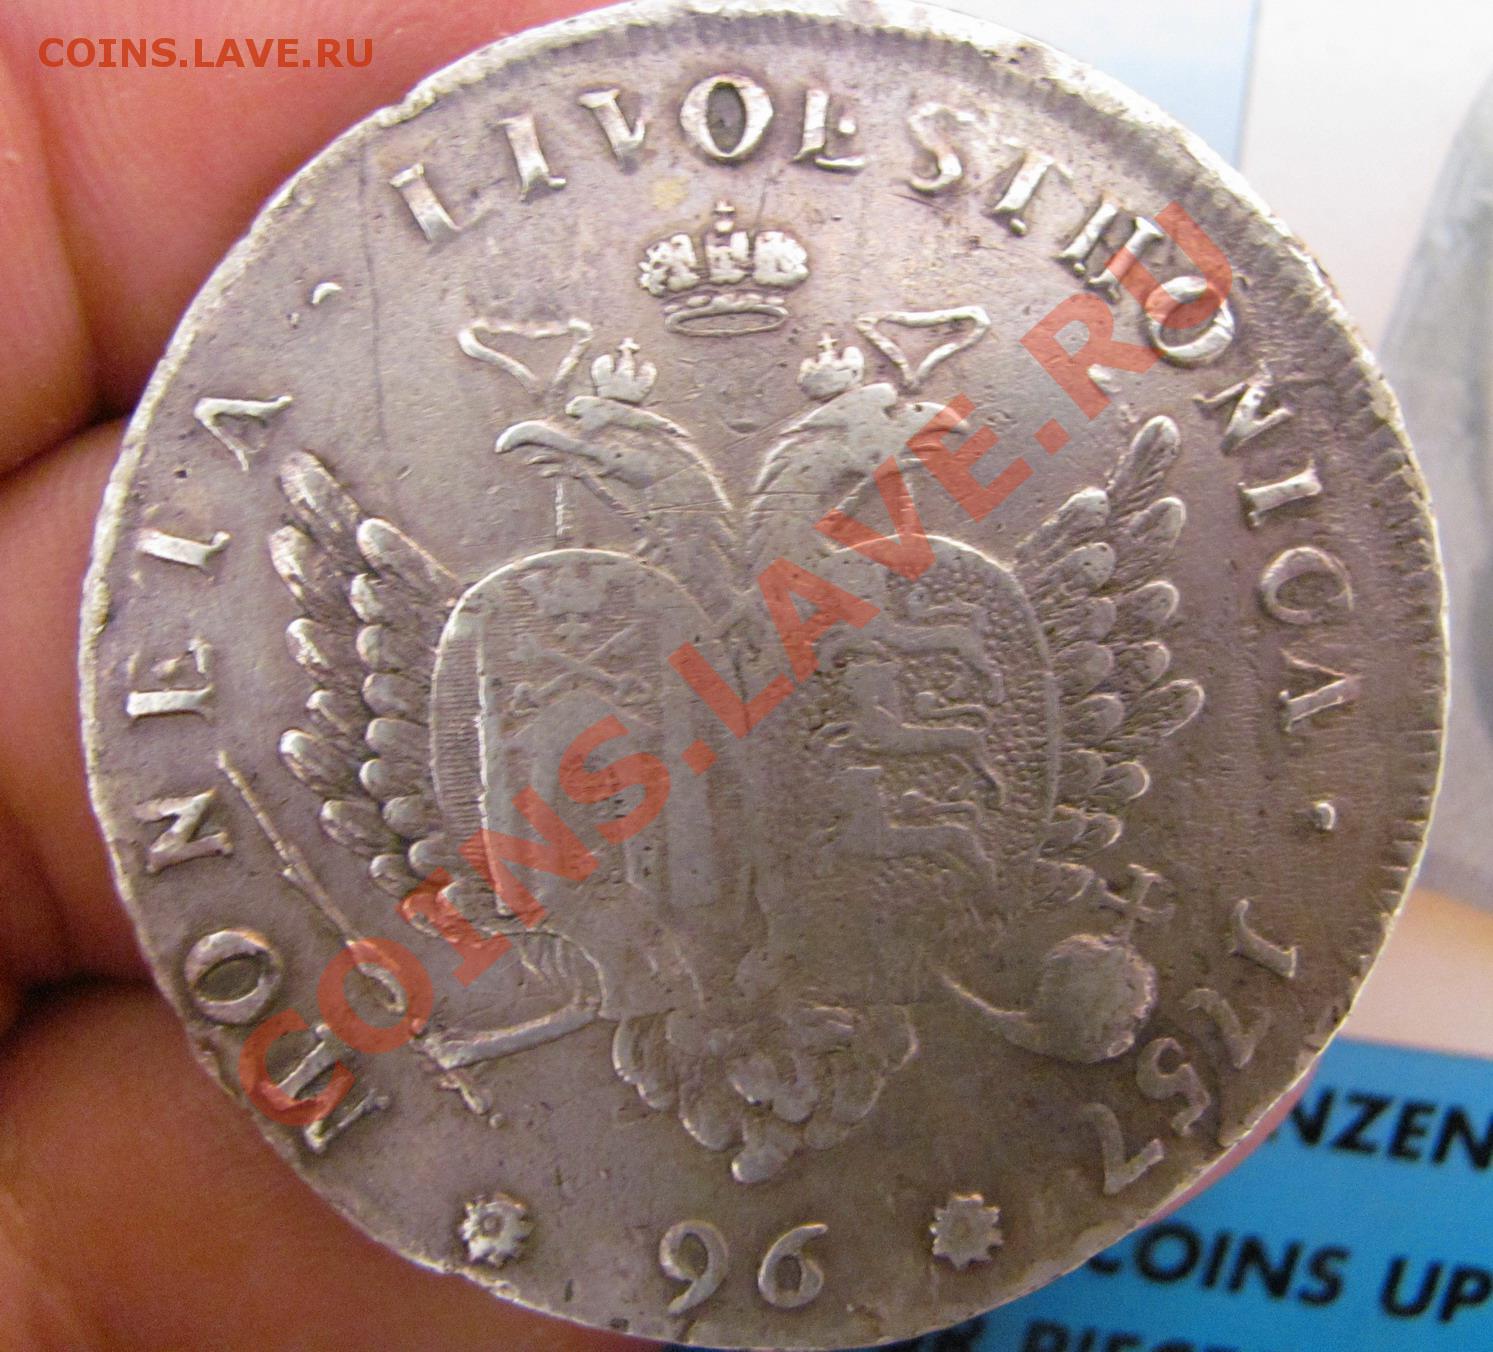 COINS.LAVE.RU
MONETA · LIVOESTHONICA · 1757
96
COINS.LAVE.RU
NZEN
COINS UP